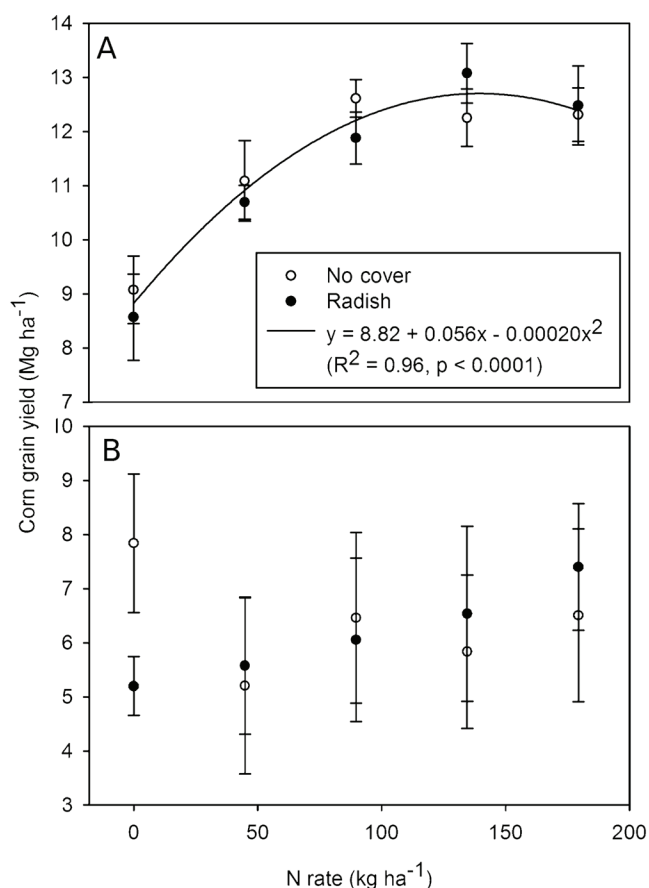 A
14
13
12
11
10
9
8
7
No cover
Radish
y = 8.82 + 0.056x - 0.00020x²
(R² = 0.96, p < 0.0001)
Corn grain yield (Mg ha⁻¹)
B
10
9
8
7
6
5
4
3
0 50 100 150 200
N rate (kg ha⁻¹)